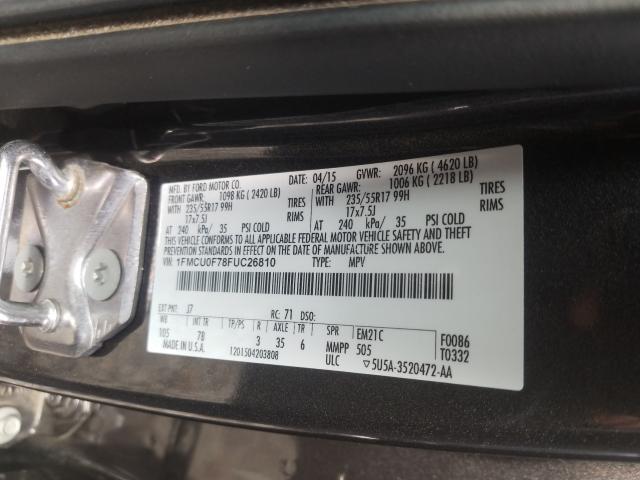 MFD. BY FORD MOTOR CO.
DATE: 04/15 GVWR: 2096 KG ( 4620 LB)
FRONT GAWR: 1098 KG ( 2420 LB) REAR GAWR: 1006 KG ( 2218 LB)
WITH 235/55R17 99H TIRES WITH 235/55R17 99H TIRES
17x7.5J RIMS 17x7.5J RIMS
AT 240 kPa/ 35 PSI COLD AT 240 kPa/ 35 PSI COLD
THIS VEHICLE CONFORMS TO ALL APPLICABLE FEDERAL MOTOR VEHICLE SAFETY AND THEFT
PREVENTION STANDARDS IN EFFECT ON THE DATE OF MANUFACTURE SHOWN ABOVE.
VIN: 1FMCU0F78FUC26810 TYPE: MPV
EXT PNT: J7 RC: 71 DSO:
WB INT TR TP/PS R AXLE TR SPR EM21C F0086
105 78 3 35 6 MMPP 505 T0332
MADE IN U.S.A. 1201504203808 ULC ▽5U5A-3520472-AA